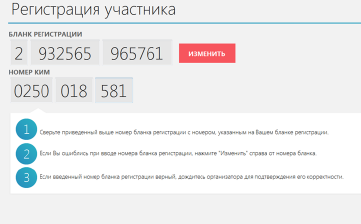 Регистрация участника
БЛАНК РЕГИСТРАЦИИ
2 932565 965761 ИЗМЕНИТЬ
НОМЕР КИМ
0250 018 581
1 Сверьте приведенный выше номер бланка регистрации с номером, указанным на Вашем бланке регистрации.
2 Если Вы ошиблись при вводе номера бланка регистрации, нажмите "Изменить" справа от номера бланка.
3 Если введенный номер бланка регистрации верный, дождитесь организатора для подтверждения его корректности.